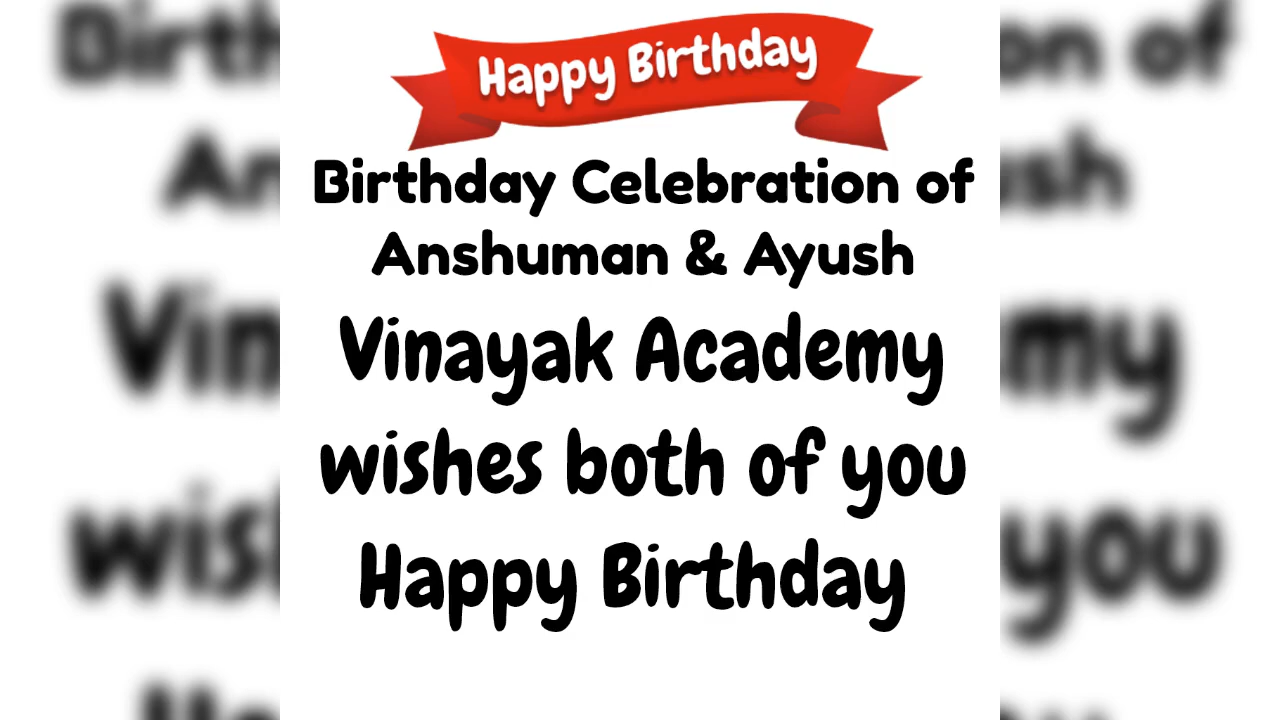 Happy Birthday
Birthday Celebration of
Anshuman & Ayush
Vinayak Academy
wishes both of you
Happy Birthday